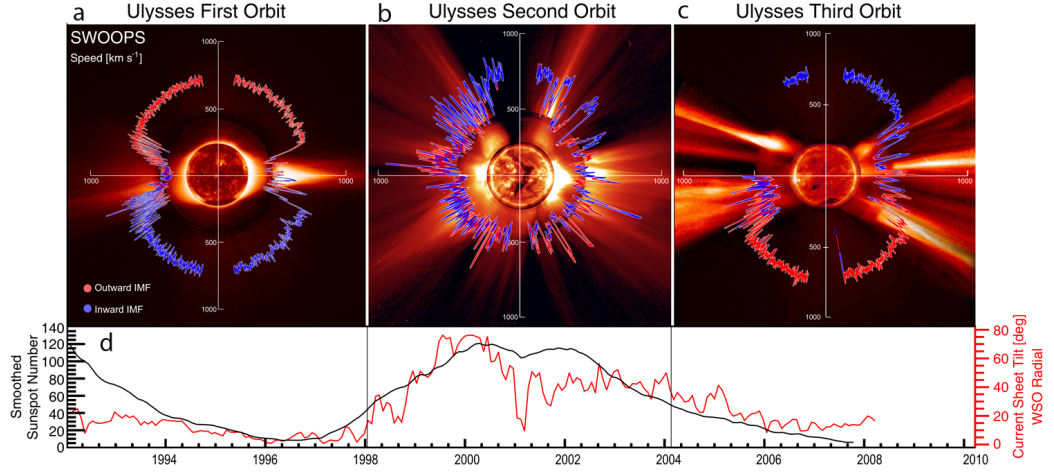 a Ulysses First Orbit
b Ulysses Second Orbit
c Ulysses Third Orbit
SWOOPS
Speed [km s⁻¹]
1000
500
1000
1000
500
1000
Outward IMF
Inward IMF
1000
500
1000
1000
500
1000
1000
500
1000
1000
500
1000
d
Smoothed
Sunspot Number
140
120
100
80
60
40
20
0
80
60
40
20
0
Current Sheet Tilt [deg]
WSO Radial
1994 1996 1998 2000 2002 2004 2006 2008 2010